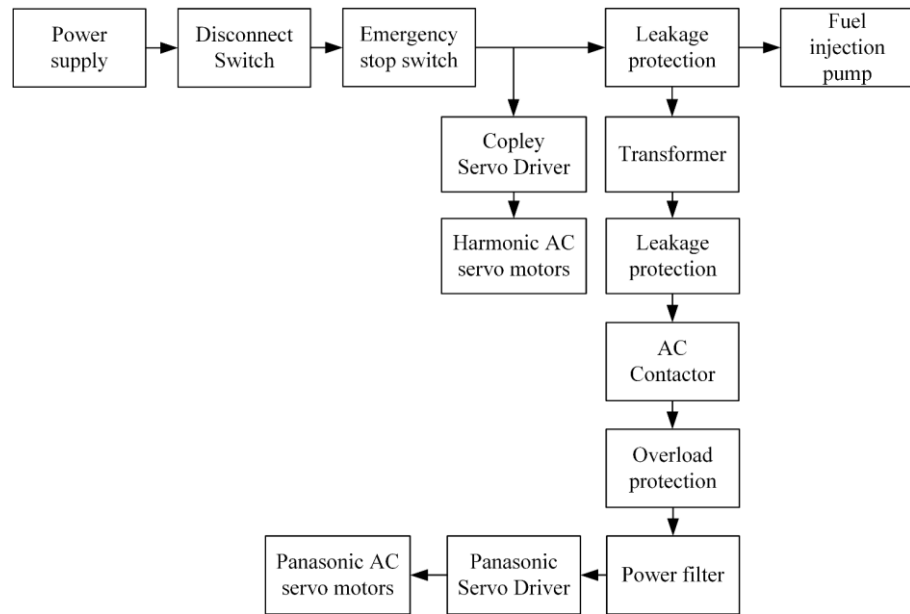 Power
supply
Disconnect
Switch
Emergency
stop switch
Leakage
protection
Fuel
injection
pump
Copley
Servo Driver
Transformer
Harmonic AC
servo motors
Leakage
protection
AC
Contactor
Overload
protection
Panasonic AC
servo motors
Panasonic
Servo Driver
Power filter